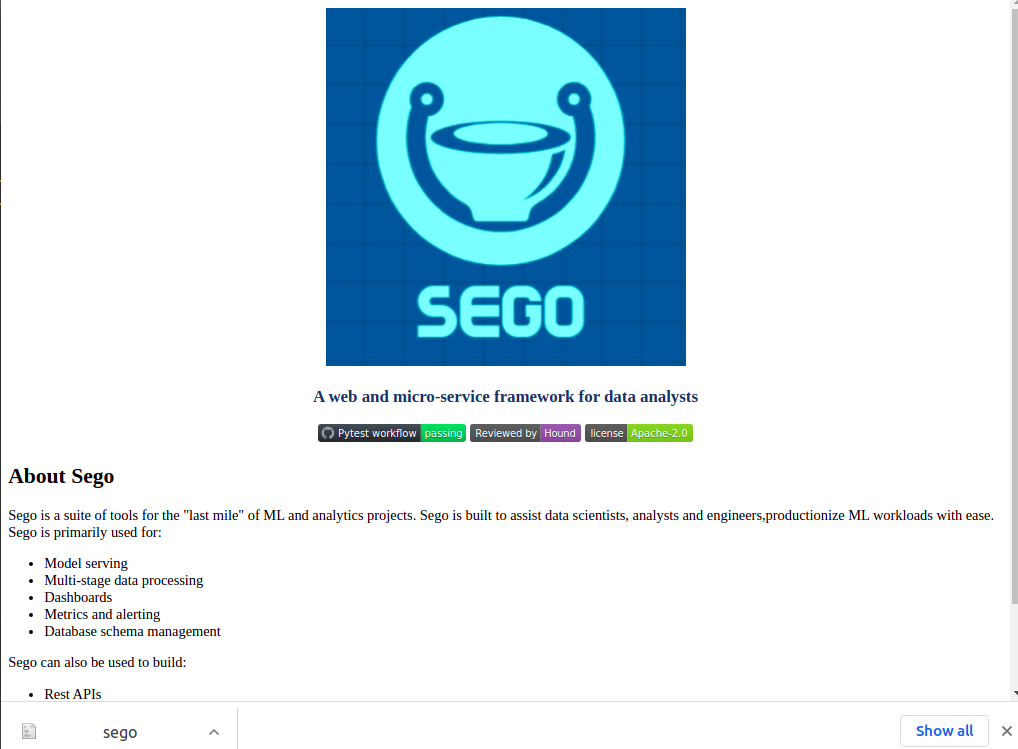 SEGO
A web and micro-service framework for data analysts
Pytest workflow passing Reviewed by Hound license Apache-2.0
About Sego
Sego is a suite of tools for the "last mile" of ML and analytics projects. Sego is built to assist data scientists, analysts and engineers,productionize ML workloads with ease.
Sego is primarily used for:
• Model serving
• Multi-stage data processing
• Dashboards
• Metrics and alerting
• Database schema management
Sego can also be used to build:
• Rest APIs
sego Show all